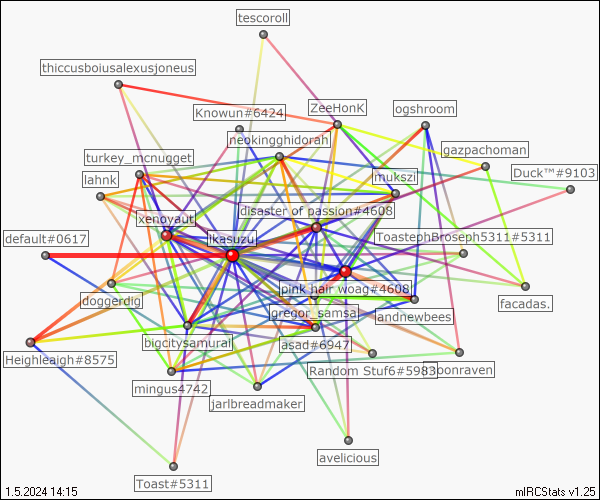 tescoroll
thiccusboiusalexusjoneus
Knowun#6424
ZeeHonK
ogshroom
neokingghidorah
gazpachoman
turkey_mcnugget
mukszi
Duck™#9103
lahnk
xenoyaut
disaster of passion#4608
default#0617
lkasuzu
ToastephBroseph5311#5311
pink hair woag#4608
doggerdig
facadas.
gregor_samsa
andnewbees
bigcitysamurai
asad#6947
Heighleaigh#8575
Random Stuf6#5983
moonraven
mingus4742
jarlbreadmaker
avelicious
Toast#5311
1.5.2024 14:15
mIRCStats v1.25